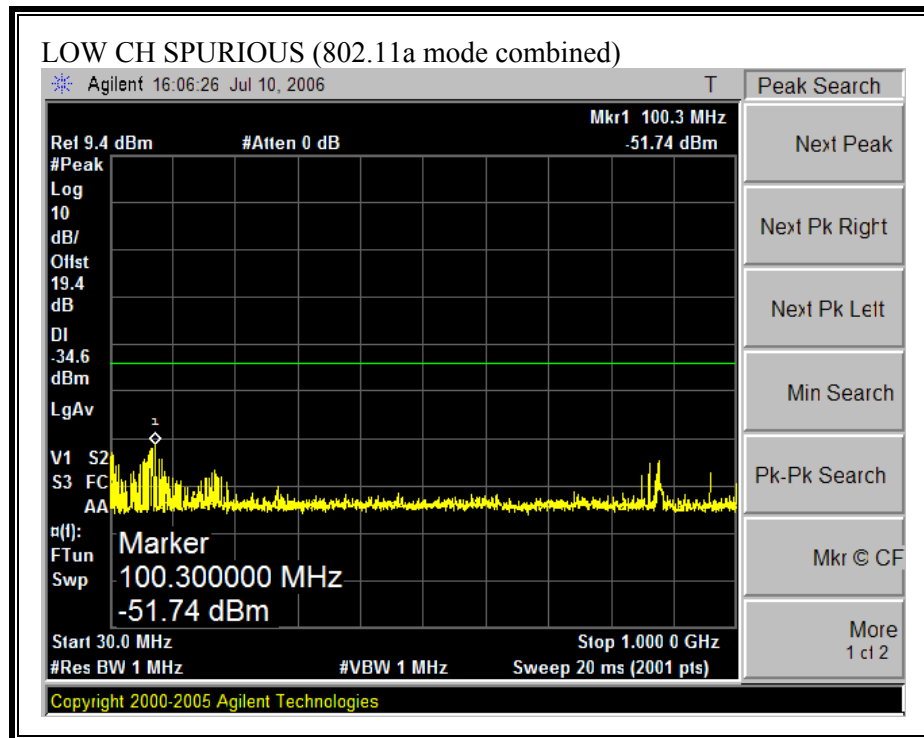 LOW CH SPURIOUS (802.11a mode combined)
Agilent 16:06:26 Jul 10, 2006 T
Peak Search
Mkr1 100.3 MHz
Ref 9.4 dBm #Atten 0 dB -51.74 dBm
#Peak
Log
10
dB/
Offst
19.4
dB
DI
-34.6
dBm
LgAv
1
V1 S2
S3 FC
AA
¤(f):
FTun
Swp
Marker
100.300000 MHz
-51.74 dBm
Start 30.0 MHz Stop 1.000 0 GHz
#Res BW 1 MHz #VBW 1 MHz Sweep 20 ms (2001 pts)
Copyright 2000-2005 Agilent Technologies
Next Peak
Next Pk Right
Next Pk Left
Min Search
Pk-Pk Search
Mkr © CF
More
1 of 2